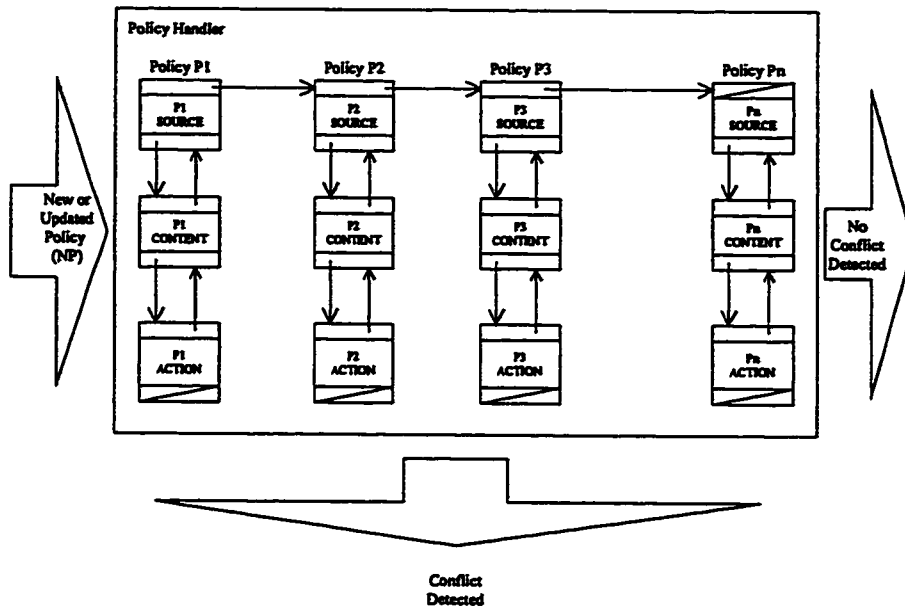 Policy Handler
Policy P1
Policy P2
Policy P3
Policy Pn
P1
SOURCE
P2
SOURCE
P3
SOURCE
Pn
SOURCE
New or
Updated
Policy
(NP)
P1
CONTENT
P2
CONTENT
P3
CONTENT
Pn
CONTENT
No
Conflict
Detected
P1
ACTION
P2
ACTION
P3
ACTION
Pn
ACTION
Conflict
Detected